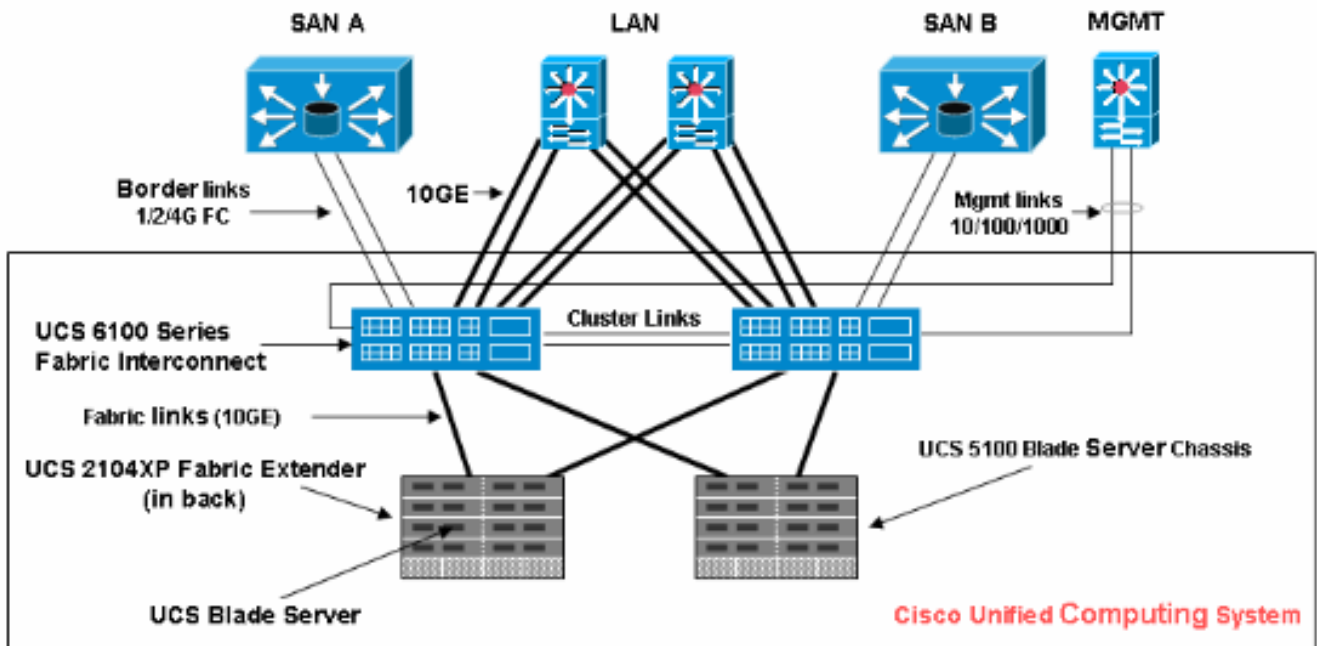 SAN A
LAN
SAN B
MGMT
Border links
1/2/4G FC
10GE
Mgmt links
10/100/1000
UCS 6100 Series
Fabric Interconnect
Cluster Links
Fabric links (10GE)
UCS 2104XP Fabric Extender
(in back)
UCS 5100 Blade Server Chassis
UCS Blade Server
Cisco Unified Computing System